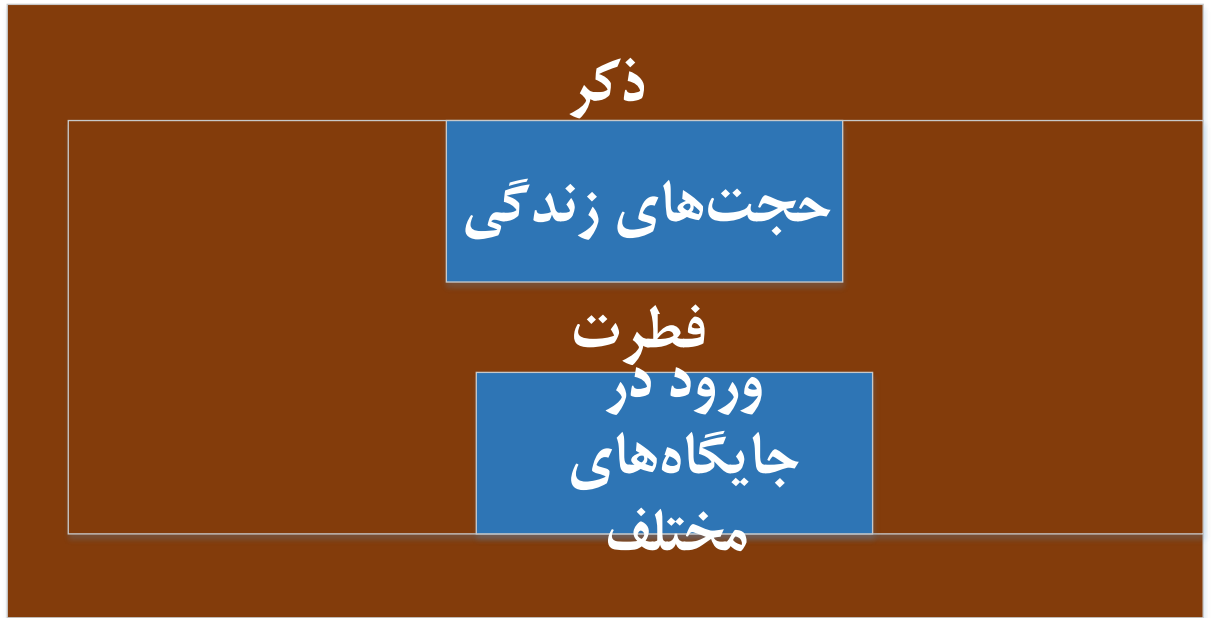 ذکر
حجت‌های زندگی
فطرت
ورود در
جایگاه‌های
مختلف